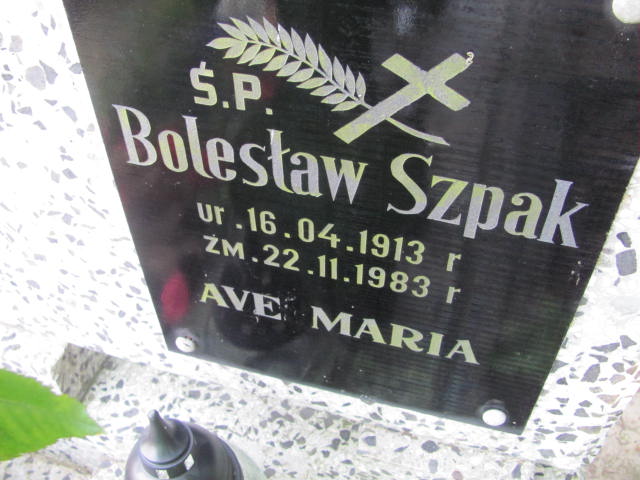 Ś.P.
Bolesław Szpak
ur. 16.04.1913 r
zm. 22.11.1983 r
AVE MARIA